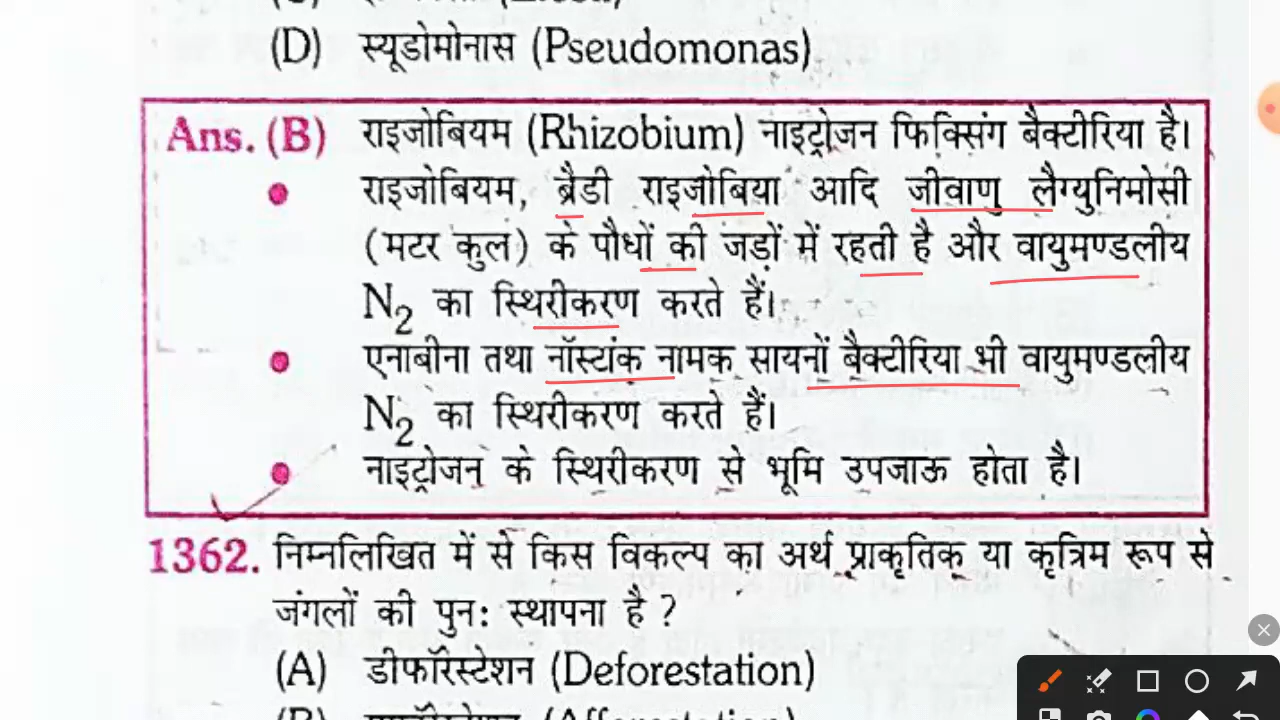 (D) स्यूडोमोनास (Pseudomonas)
Ans. (B) राइजोबियम (Rhizobium) नाइट्रोजन फिक्सिंग बैक्टीरिया है।
● राइजोबियम, ब्रैडी राइजोबिया आदि जीवाणु लैग्युनिमोसी
(मटर कुल) के पौधों की जड़ों में रहती है और वायुमण्डलीय
N₂ का स्थिरीकरण करते हैं।
● एनाबीना तथा नॉस्टांक नामक सायनों बैक्टीरिया भी वायुमण्डलीय
N₂ का स्थिरीकरण करते हैं।
● नाइट्रोजन के स्थिरीकरण से भूमि उपजाऊ होता है।
1362. निम्नलिखित में से किस विकल्प का अर्थ प्राकृतिक या कृत्रिम रूप से
जंगलों की पुन: स्थापना है ?
(A) डीफॉरेस्टेशन (Deforestation)